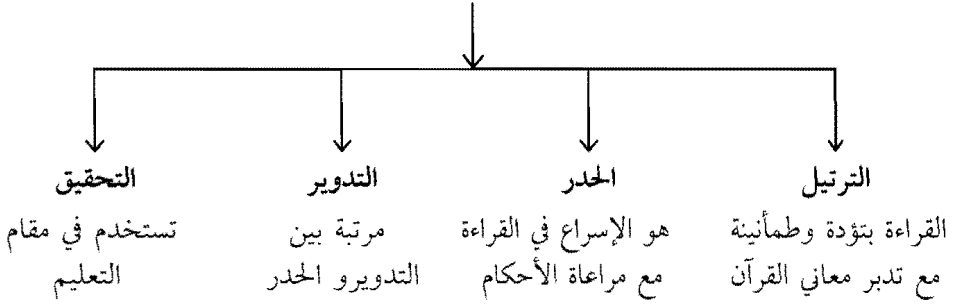 الترتيل
القراءة بتؤدة وطمأنينة
مع تدبر معاني القرآن
الحدر
هو الإسراع في القراءة
مع مراعاة الأحكام
التدوير
مرتبة بين
التدويرو الحدر
التحقيق
تستخدم في مقام
التعليم